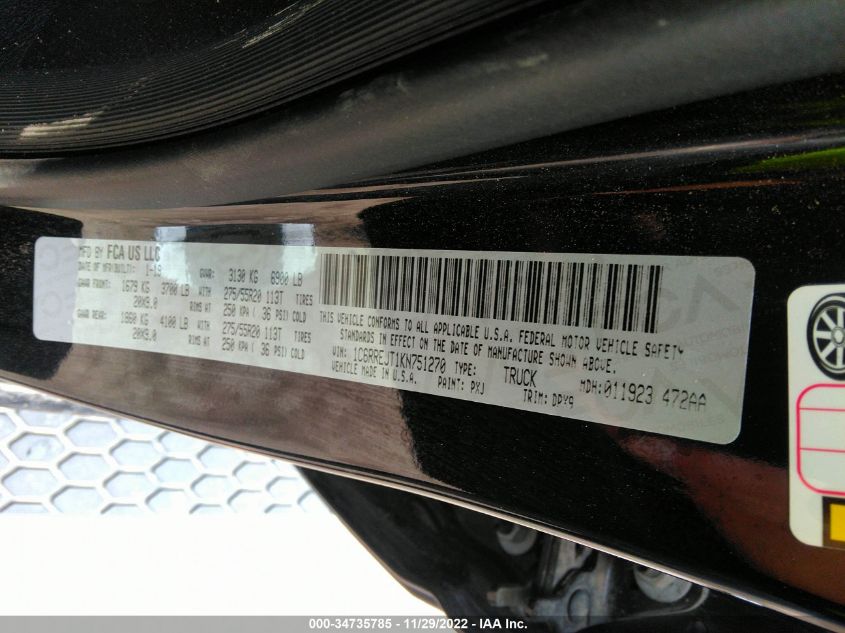 MFD BY FCA US LLC
DATE OF MFR(BUILT): 1-19 GVWR: 3130 KG 6900 LB
GAWR FRONT: 1679 KG 3700 LB WITH 275/55R20 113T TIRES
20X9.0 RIMS AT 250 KPA ( 36 PSI) COLD
GAWR REAR: 1860 KG 4100 LB WITH 275/55R20 113T TIRES
20X9.0 RIMS AT 250 KPA ( 36 PSI) COLD
THIS VEHICLE CONFORMS TO ALL APPLICABLE U.S.A. FEDERAL MOTOR VEHICLE SAFETY
STANDARDS IN EFFECT ON THE DATE OF MANUFACTURE SHOWN ABOVE.
VIN: 1C6RREJT1KN751270 TYPE: TRUCK MDH: 011923 472AA
VEHICLE MADE IN U.S.A. PAINT: PXJ TRIM: DPX9
000-34735785 - 11/29/2022 - IAA Inc.